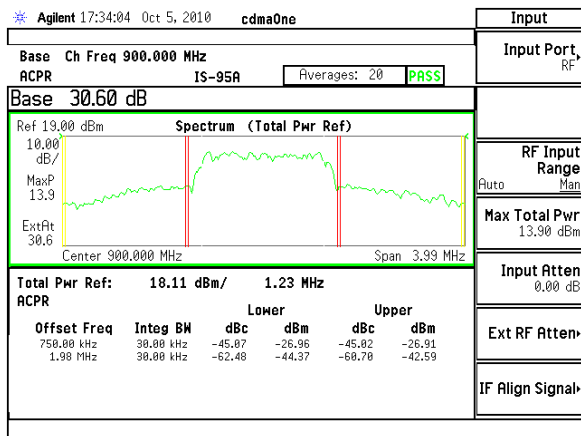 Agilent 17:34:04 Oct 5, 2010 cdmaOne
Input
Base Ch Freq 900.000 MHz
ACPR IS-95A Averages: 20 PASS
Base 30.60 dB
Ref 19.00 dBm Spectrum (Total Pwr Ref)
10.00
dB/
MaxP
13.9
ExtAt
30.6
Center 900.000 MHz Span 3.99 MHz
Total Pwr Ref: 18.11 dBm/ 1.23 MHz
ACPR
Lower Upper
Offset Freq Integ BW dBc dBm dBc dBm
750.00 kHz 30.00 kHz -45.07 -26.96 -45.02 -26.91
1.98 MHz 30.00 kHz -62.48 -44.37 -60.70 -42.59
Input Port
RF
RF Input
Range
Auto Man
Max Total Pwr
13.90 dBm
Input Atten
0.00 dB
Ext RF Atten
IF Align Signal